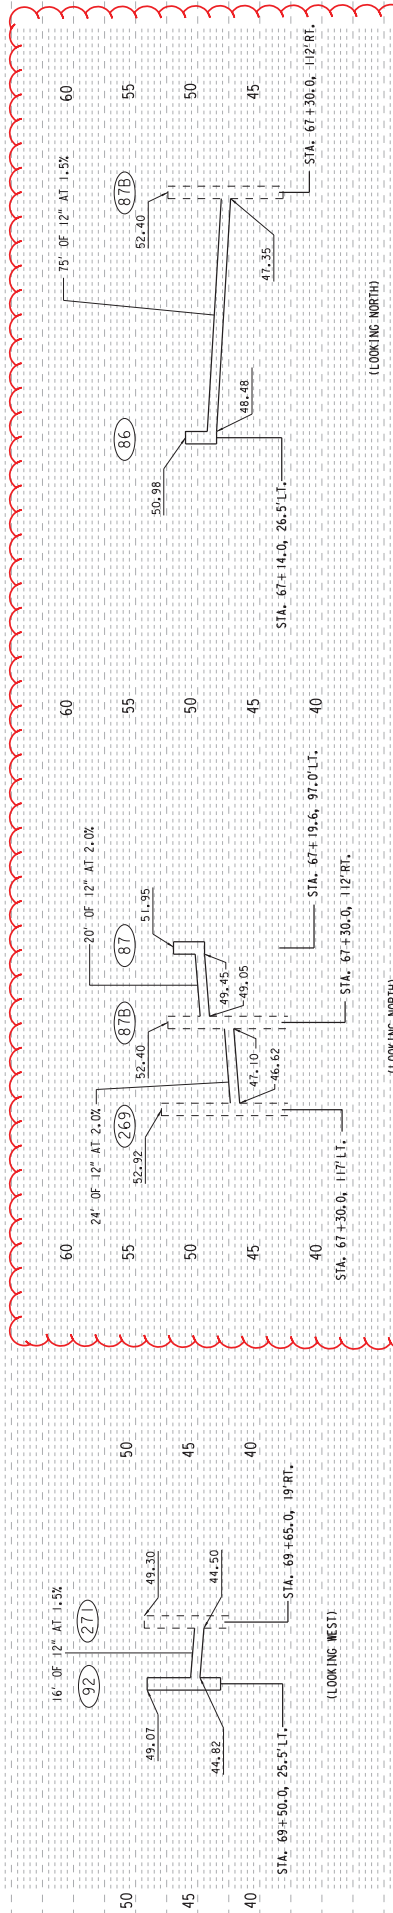 16' OF 12" AT 1.5%
92
271
50
45
40
49.07
49.30
44.82
44.50
STA. 69+50.0, 25.5'LT.
STA. 69+65.0, 19'RT.
(LOOKING WEST)
50
45
40
24' OF 12" AT 2.0%
20' OF 12" AT 2.0%
269
87B
87
60
55
50
45
40
52.92
52.40
51.95
49.45
49.05
47.10
46.62
STA. 67+30.0, 117'LT.
STA. 67+30.0, 112'RT.
STA. 67+19.6, 97.0'LT.
(LOOKING NORTH)
60
55
50
45
40
75' OF 12" AT 1.5%
86
87B
50.98
52.40
48.48
47.35
STA. 67+14.0, 26.5'LT.
STA. 67+30.0, 112'RT.
(LOOKING NORTH)
60
55
50
45